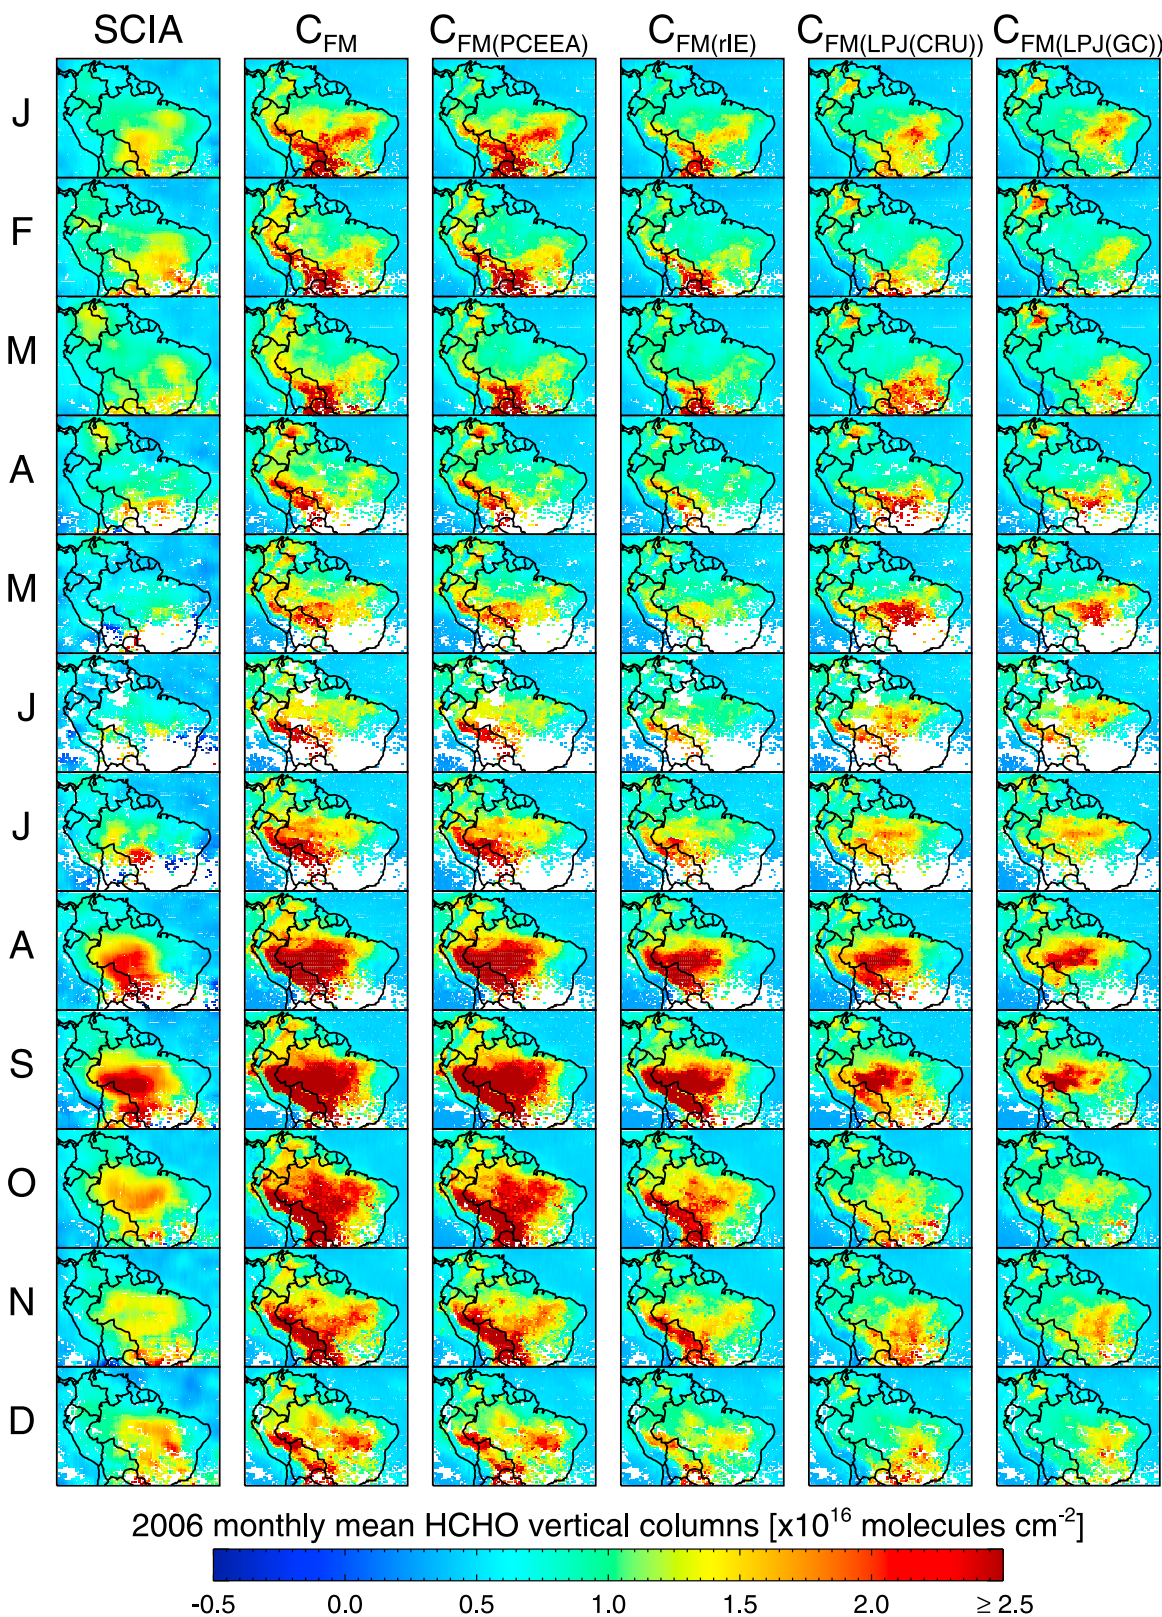 SCIA C_FM C_FM(PCEEA) C_FM(rIE) C_FM(LPJ(CRU)) C_FM(LPJ(GC))
J
F
M
A
M
J
J
A
S
O
N
D
2006 monthly mean HCHO vertical columns [x10^16 molecules cm^-2]
-0.5 0.0 0.5 1.0 1.5 2.0 ≥ 2.5